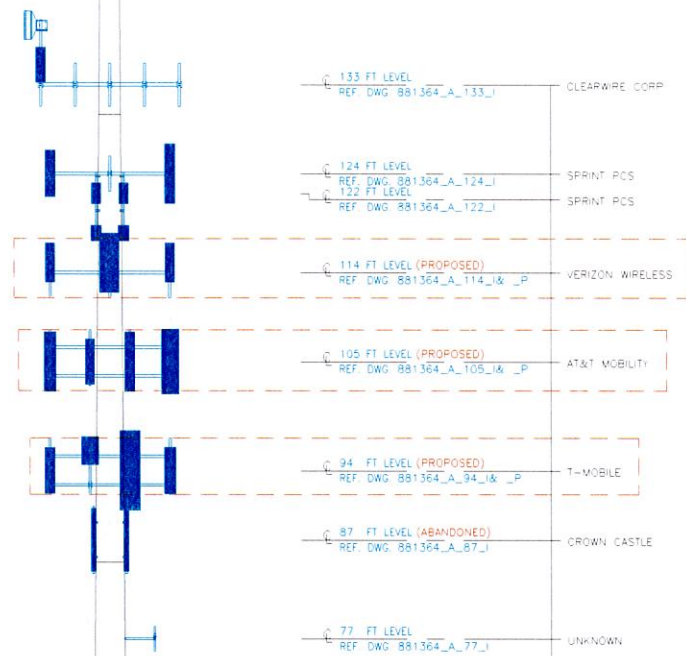 133 FT LEVEL
REF. DWG 881364_A_133_I
CLEARWIRE CORP
124 FT LEVEL
REF. DWG. 881364_A_124_I
SPRINT PCS
122 FT LEVEL
REF. DWG. 881364_A_122_I
SPRINT PCS
114 FT LEVEL (PROPOSED)
REF. DWG 881364_A_114_I& _P
VERIZON WIRELESS
105 FT LEVEL (PROPOSED)
REF. DWG 881364_A_105_I& _P
AT&T MOBILITY
94 FT LEVEL (PROPOSED)
REF. DWG 881364_A_94_I& _P
T-MOBILE
87 FT LEVEL (ABANDONED)
REF. DWG. 881364_A_87_I
CROWN CASTLE
77 FT LEVEL
REF. DWG 881364_A_77_I
UNKNOWN